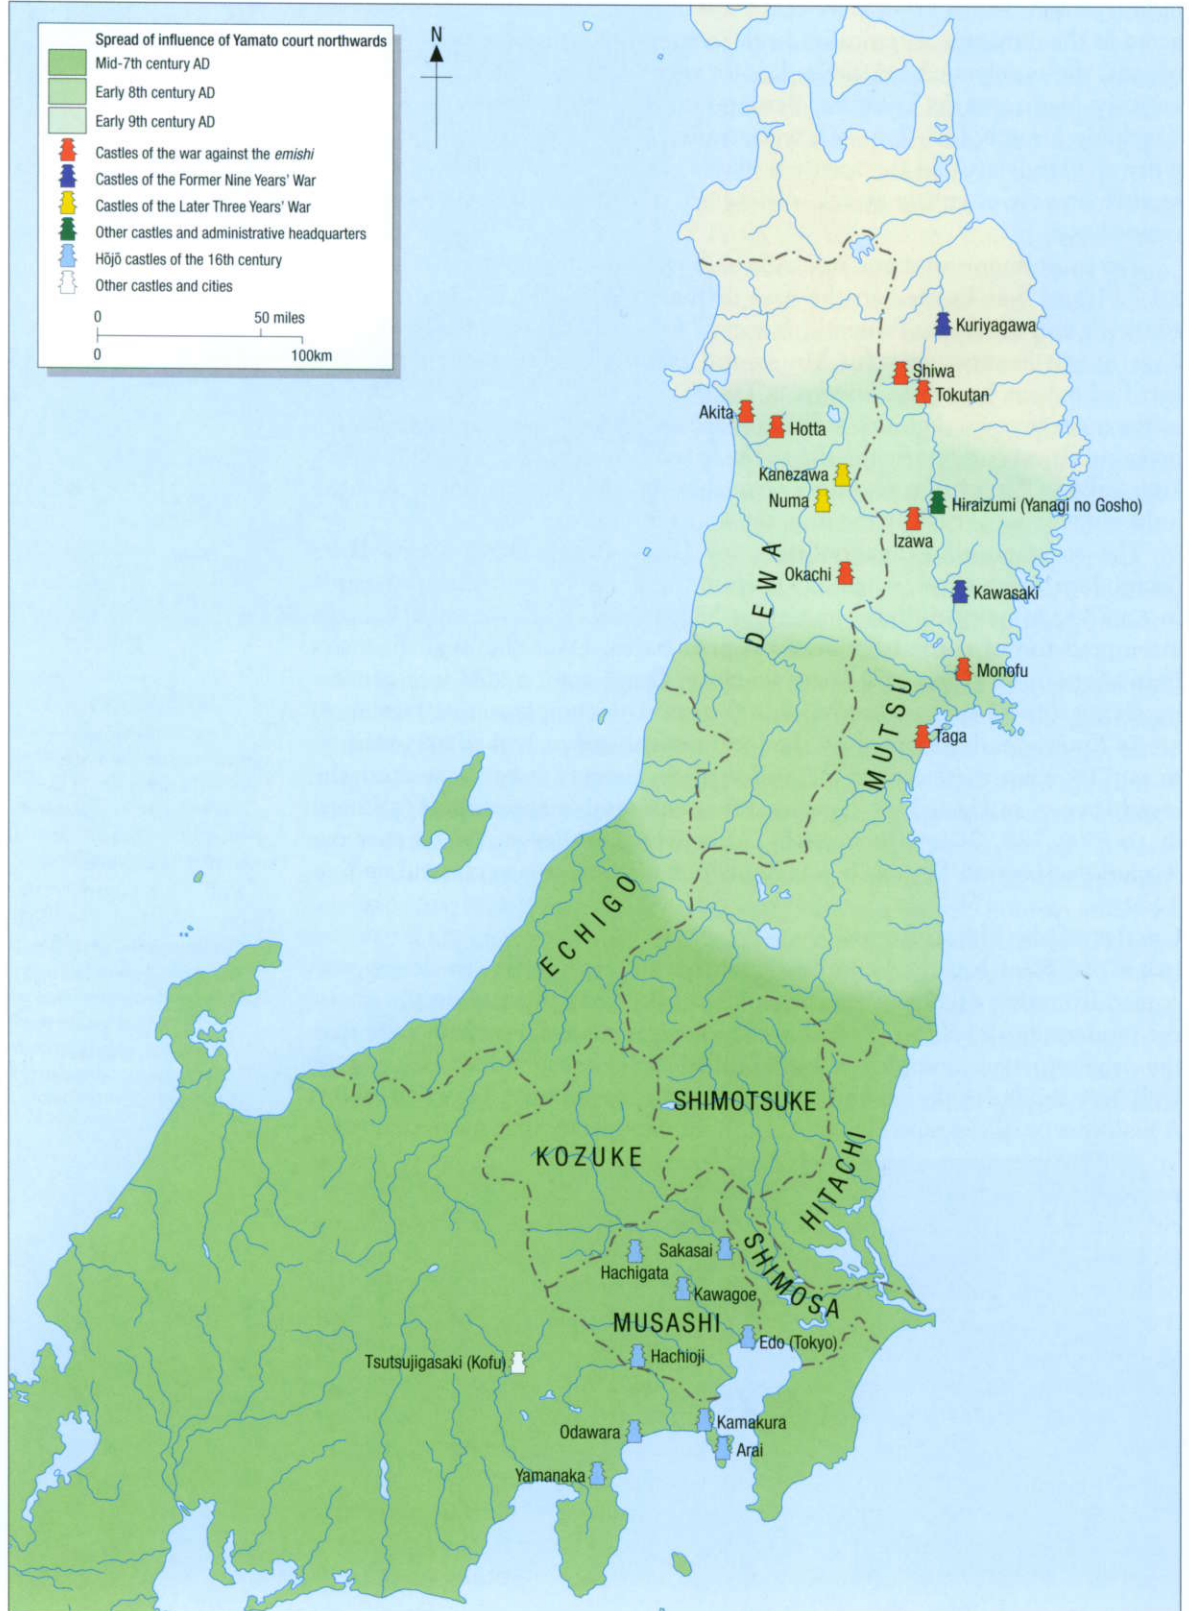 Spread of influence of Yamato court northwards
Mid-7th century AD
Early 8th century AD
Early 9th century AD
Castles of the war against the emishi
Castles of the Former Nine Years' War
Castles of the Later Three Years' War
Other castles and administrative headquarters
Hōjō castles of the 16th century
Other castles and cities
0 50 miles
0 100km
N
Kuriyagawa
Shiwa
Tokutan
Akita
Hotta
Kanezawa
Numa
Hiraizumi (Yanagi no Gosho)
Izawa
DEWA
Okachi
Kawasaki
Monofu
MUTSU
Taga
ECHIGO
SHIMOTSUKE
KOZUKE
HITACHI
Sakasai
Hachigata
SHIMOSA
Kawagoe
MUSASHI
Edo (Tokyo)
Hachioji
Tsutsujigasaki (Kofu)
Kamakura
Odawara
Arai
Yamanaka